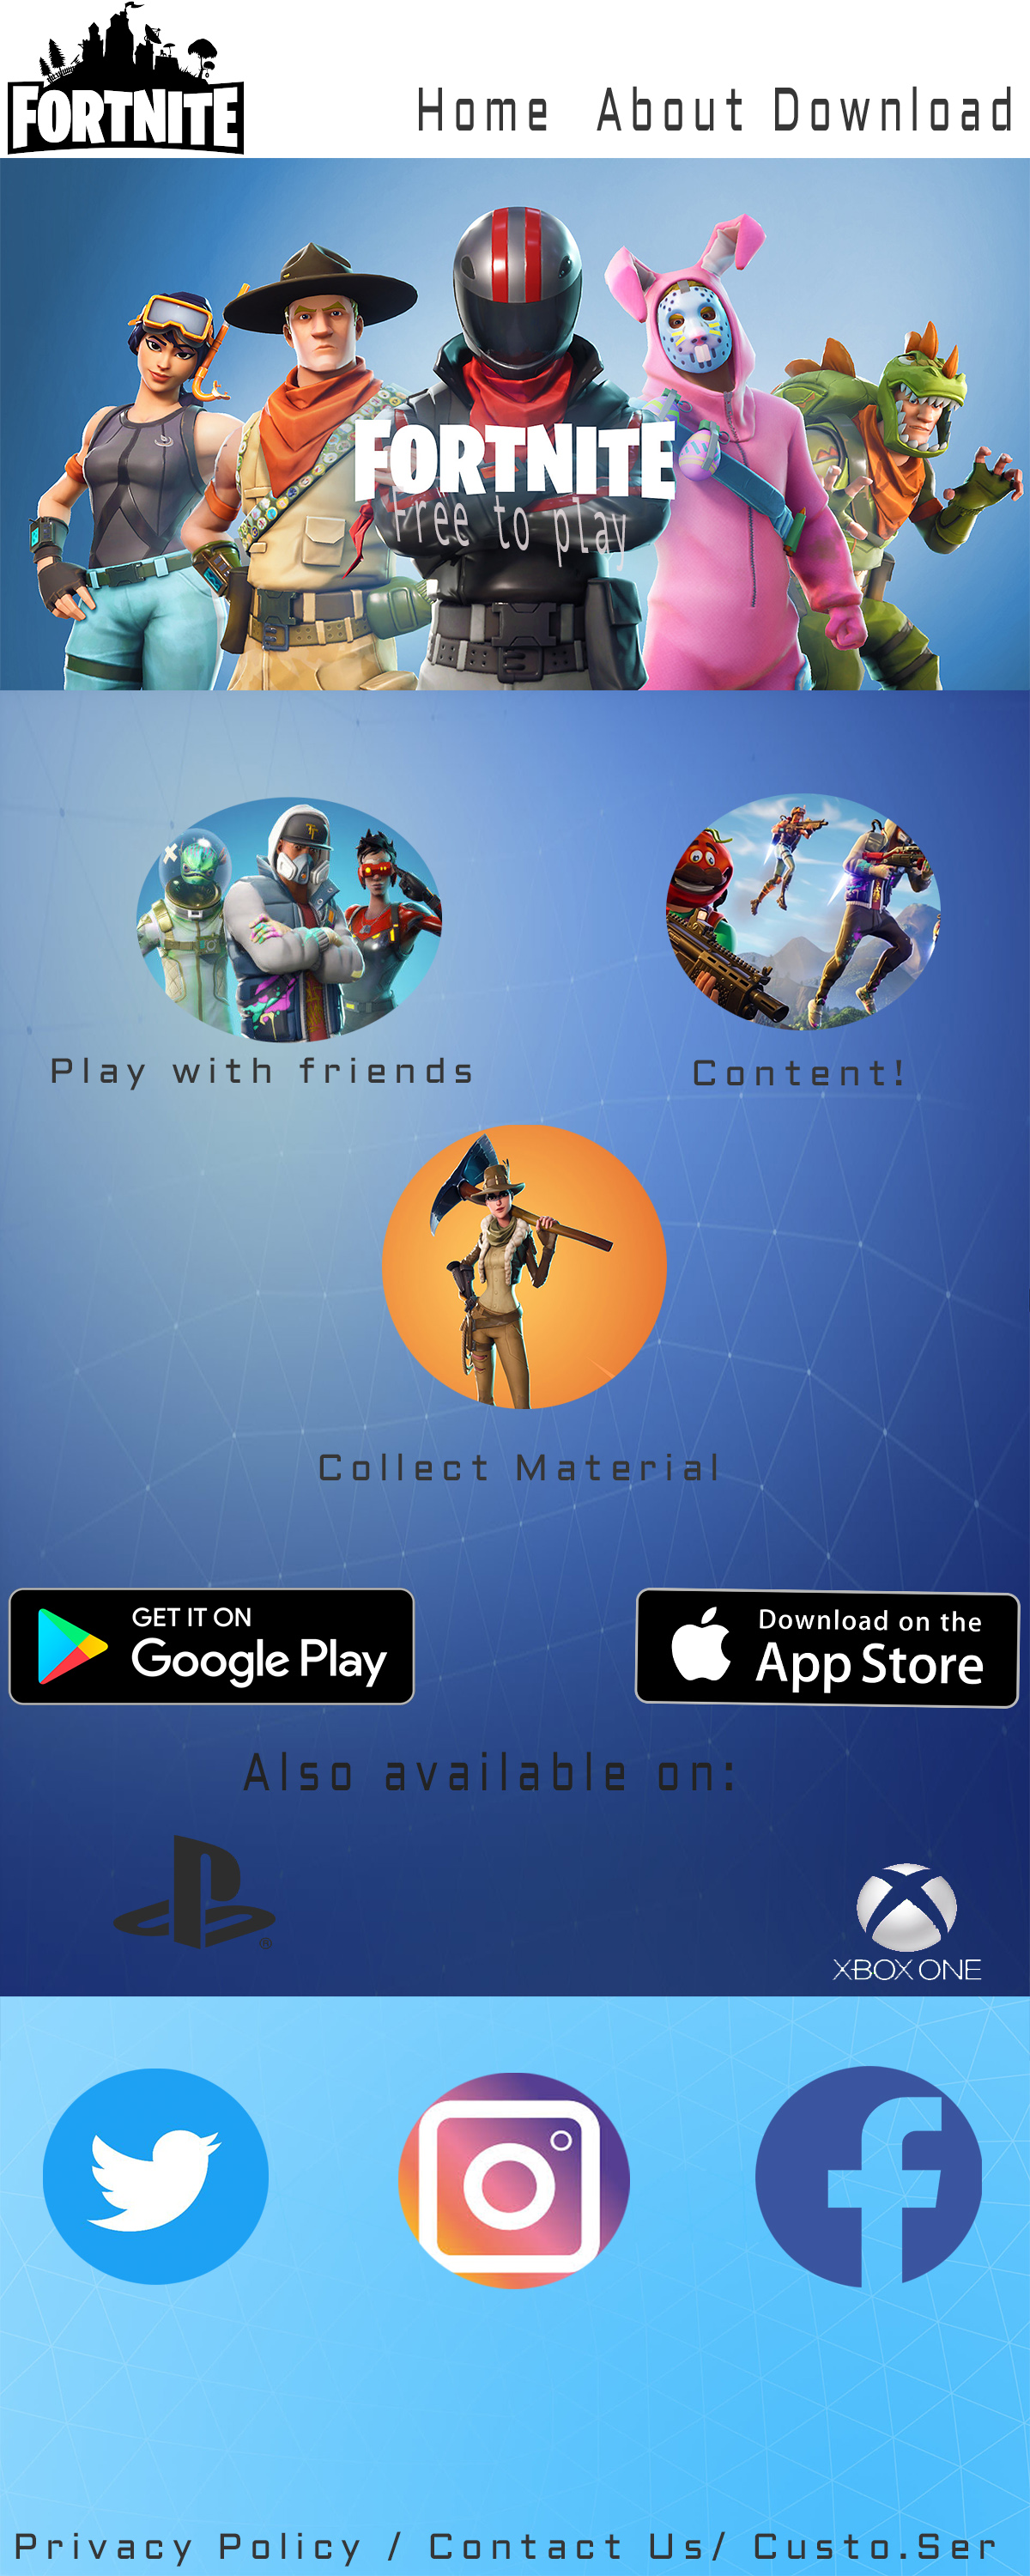 FORTNITE
Home About Download
FORTNITE
Free to play
Play with friends
Content!
Collect Material
GET IT ON
Google Play
Download on the
App Store
Also available on:
XBOX ONE
Privacy Policy / Contact Us/ Custo.Ser